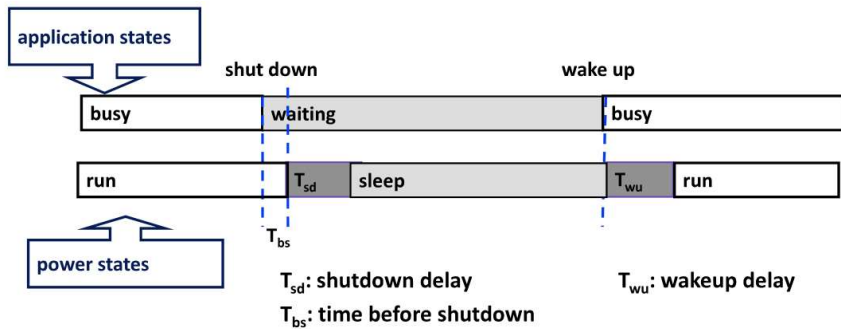 application states
shut down
wake up
busy
waiting
busy
run
Tsd
sleep
Twu
run
Tbs
power states
Tsd: shutdown delay
Twu: wakeup delay
Tbs: time before shutdown